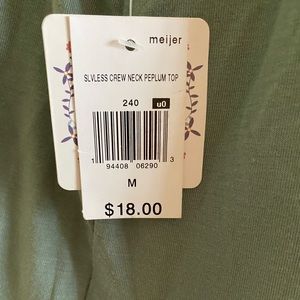 meijer
SLVLESS CREW NECK PEPLUM TOP
240 u0
1 94408 06290 3
M
$18.00